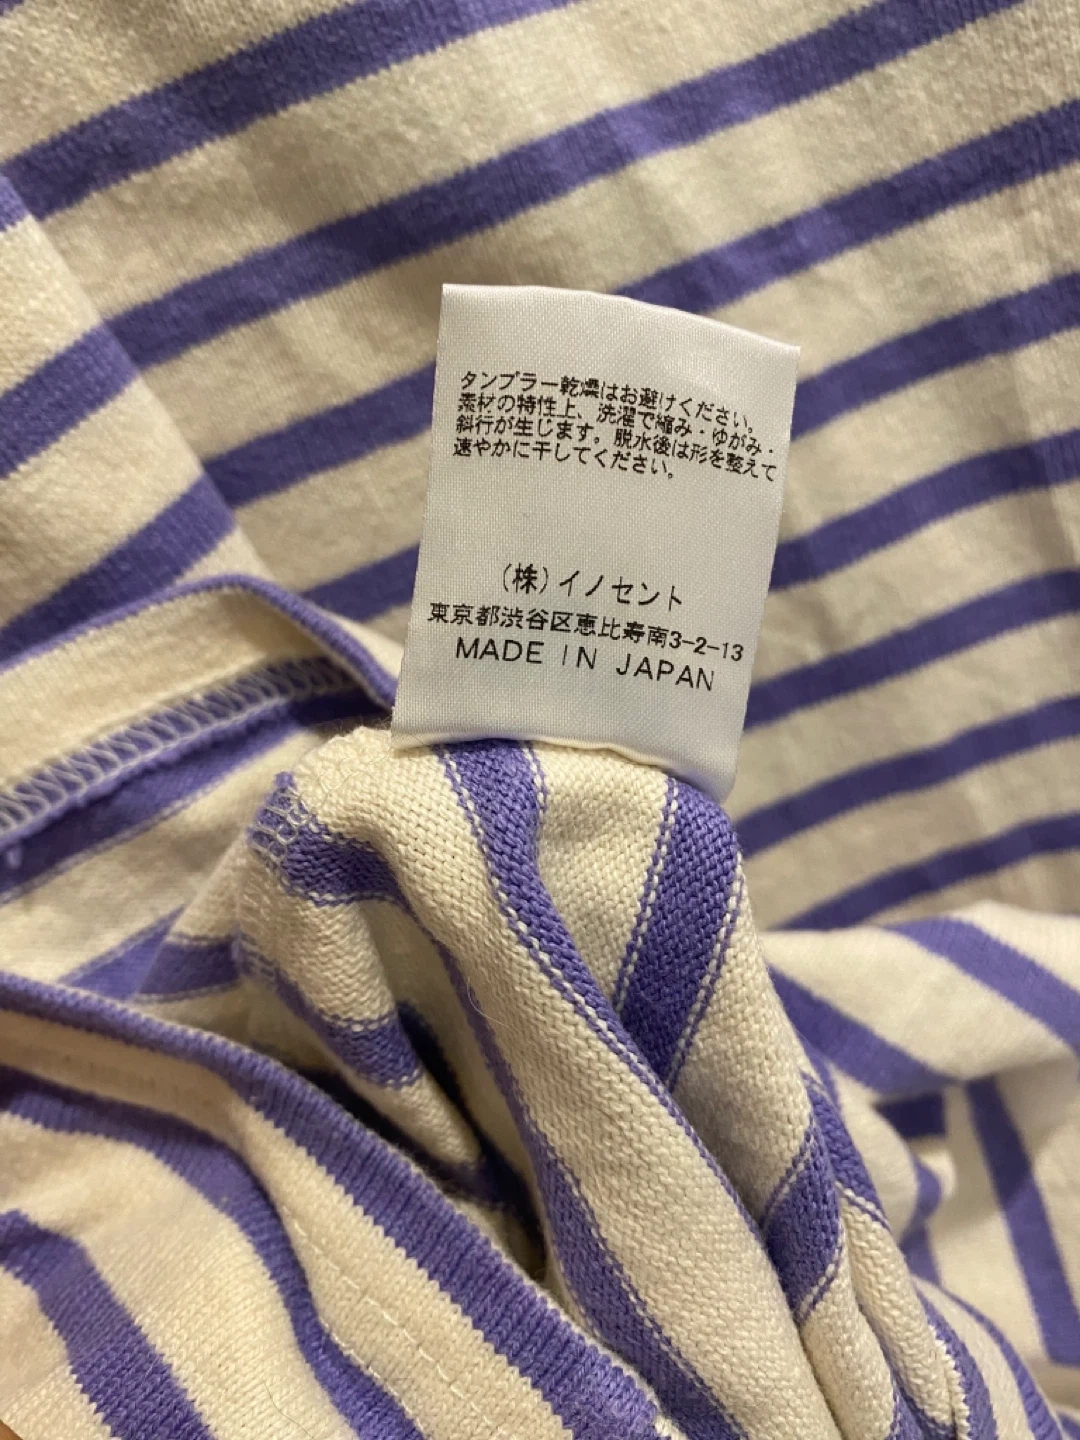 タンブラー乾燥はお避けください。
素材の特性上、洗濯で縮み・ゆがみ・
斜行が生じます。脱水後は形を整えて
速やかに干してください。
(株)イノセント
東京都渋谷区恵比寿南3-2-13
MADE IN JAPAN